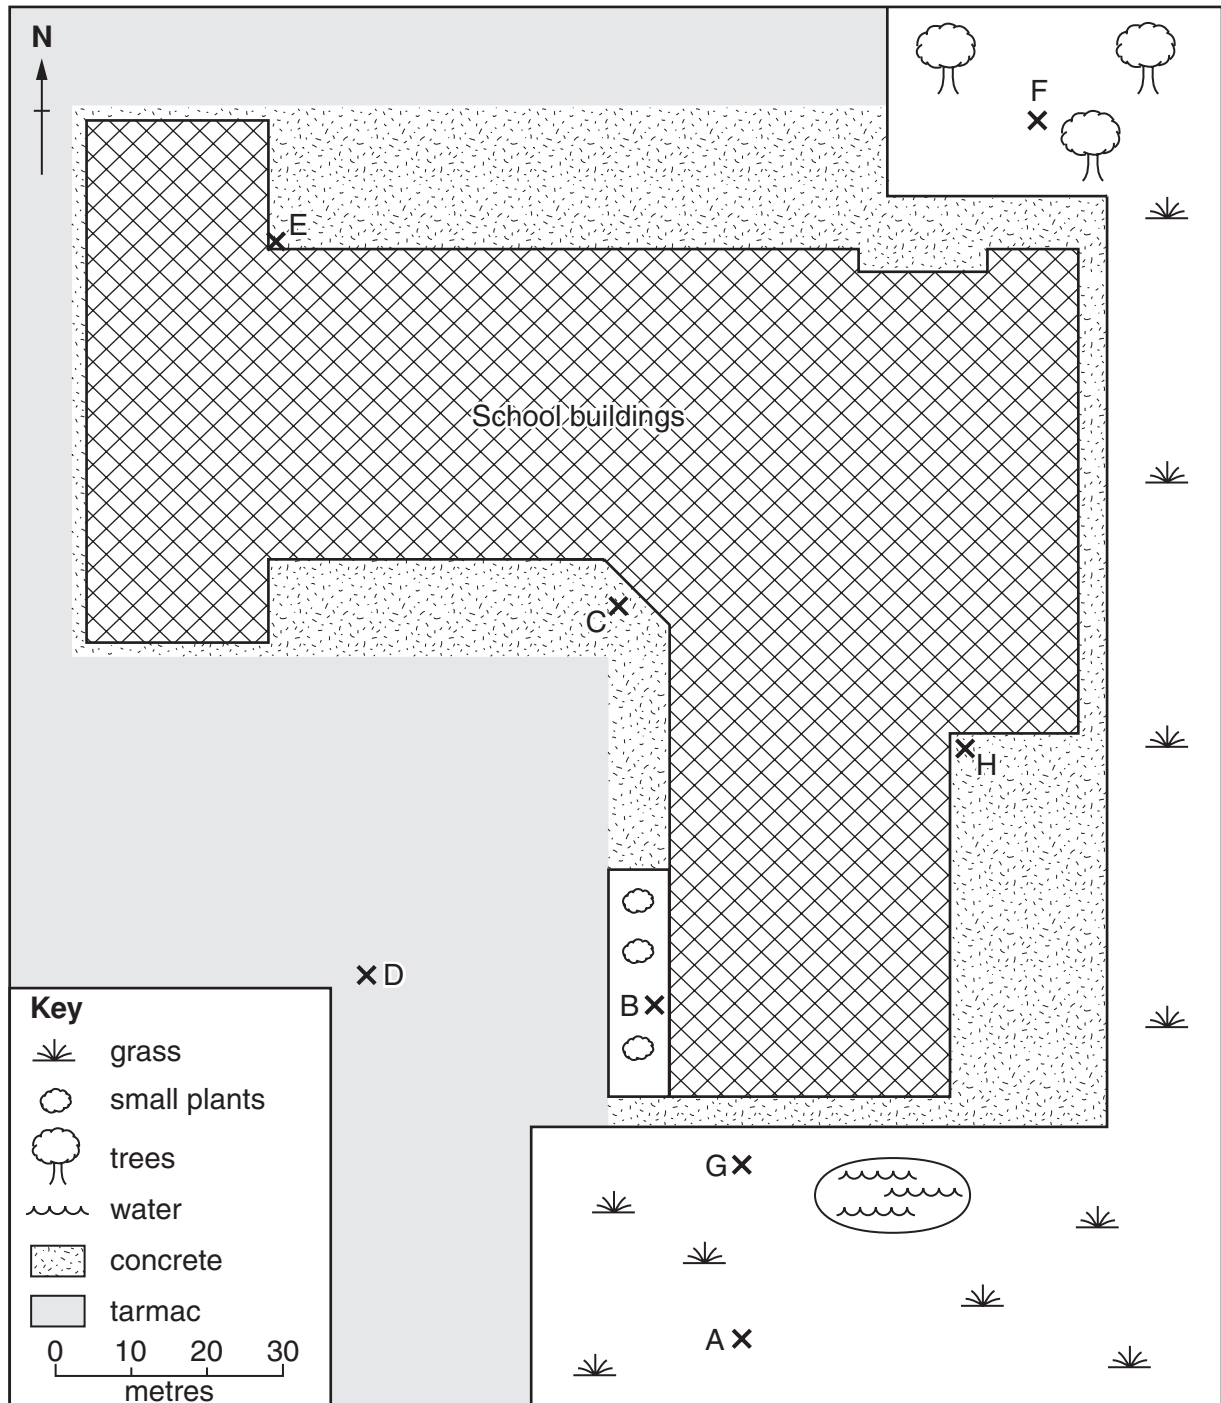 N
F
E
School buildings
C
H
D
B
G
A
Key
grass
small plants
trees
water
concrete
tarmac
0 10 20 30
metres